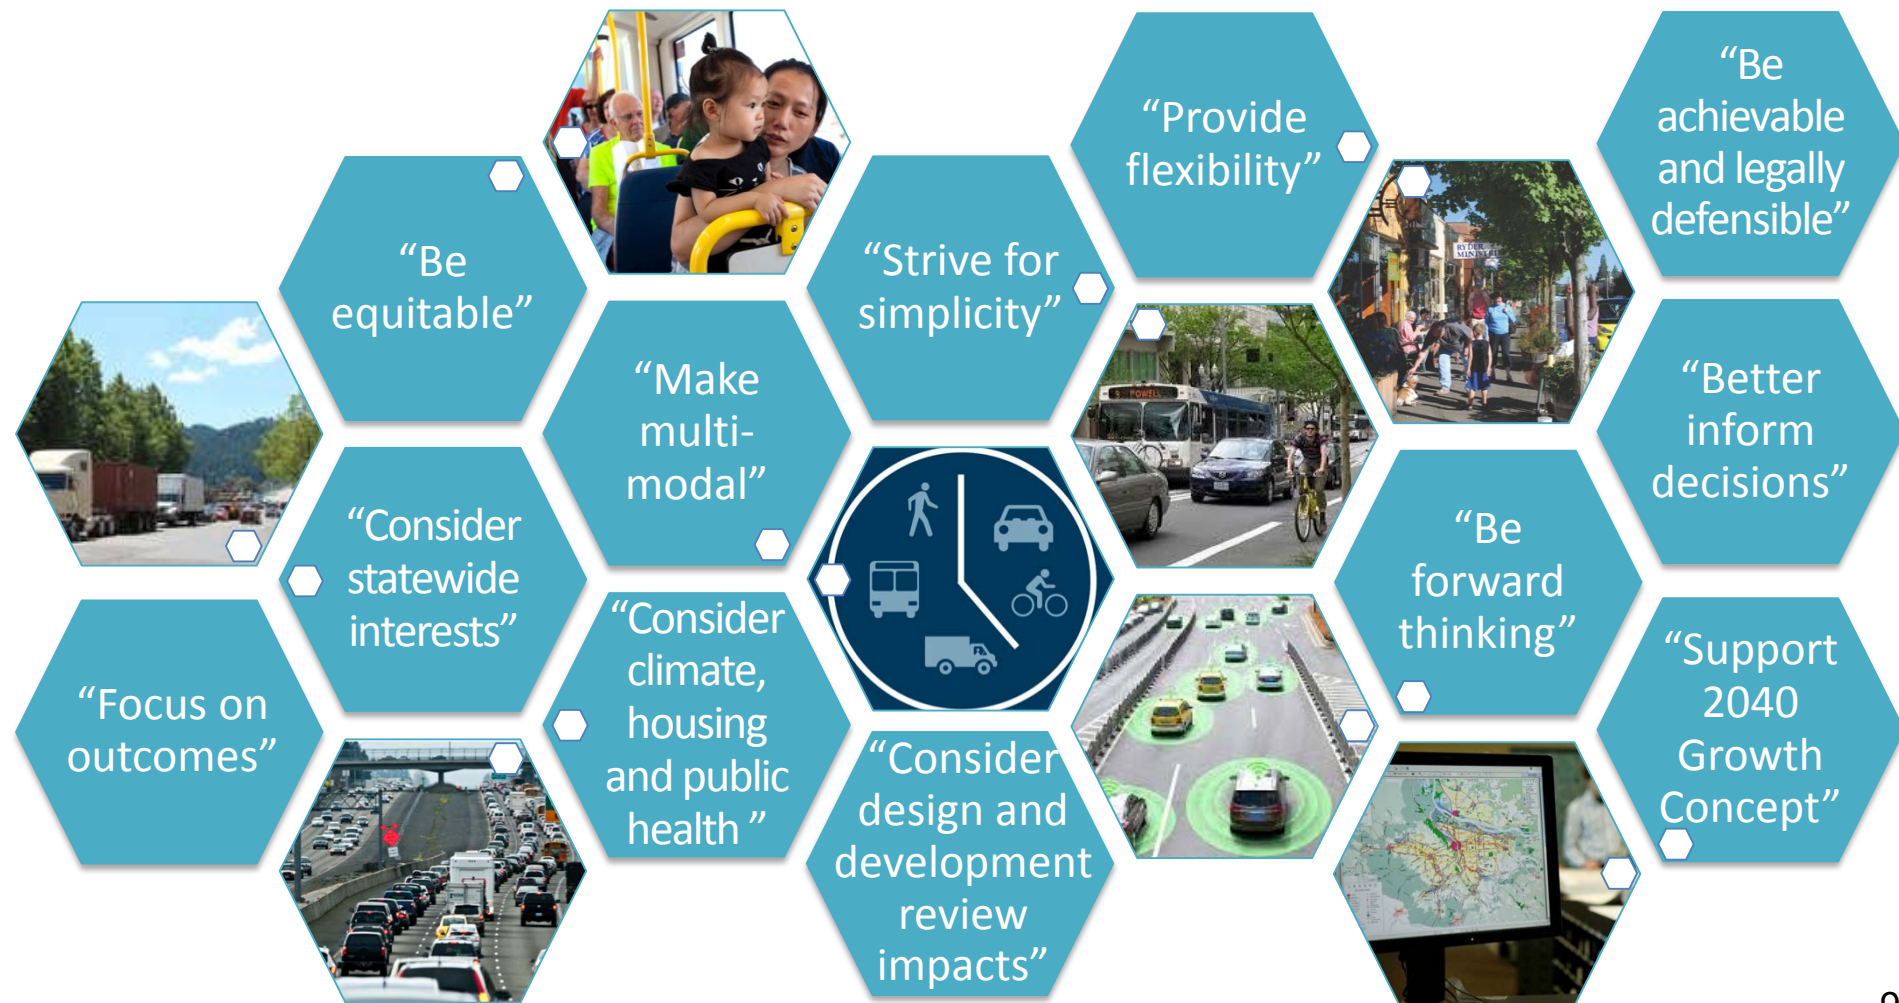 “Be
equitable”
“Strive for
simplicity”
“Provide
flexibility”
“Be
achievable
and legally
defensible”
“Make
multi-
modal”
“Better
inform
decisions”
“Consider
statewide
interests”
“Be
forward
thinking”
“Focus on
outcomes”
“Consider
climate,
housing
and public
health ”
“Consider
design and
development
review
impacts”
“Support
2040
Growth
Concept”
RYDER
POWELL